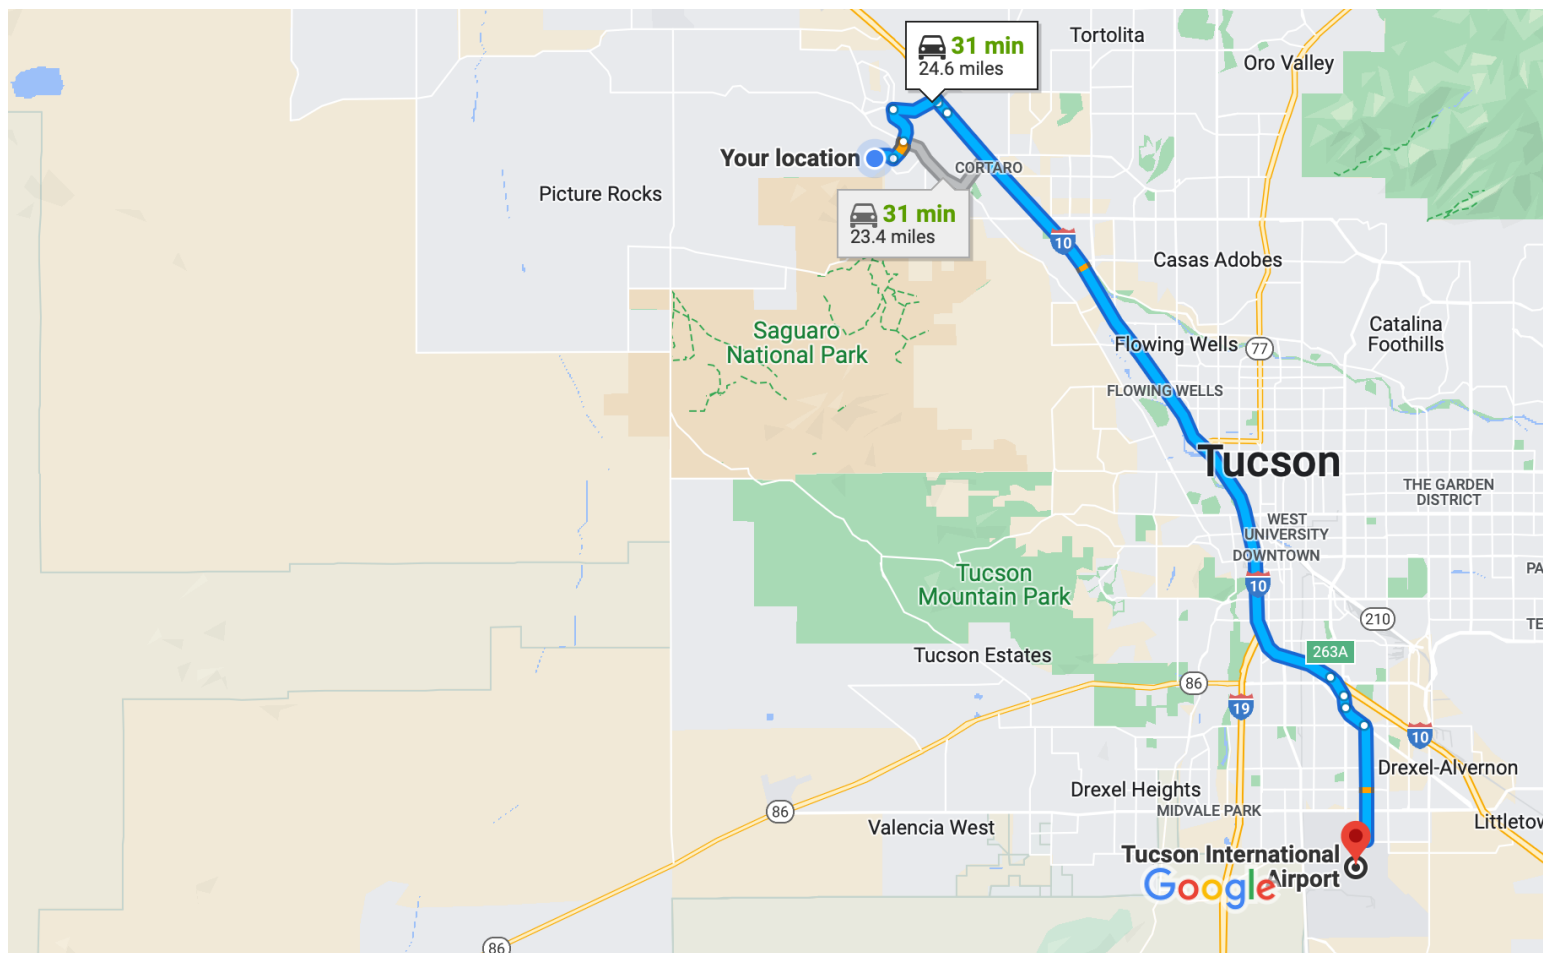 Tortolita
31 min
24.6 miles
Oro Valley
Your location
CORTARO
Picture Rocks
31 min
23.4 miles
10
Casas Adobes
Saguaro
National Park
Flowing Wells
77
Catalina
Foothills
FLOWING WELLS
Tucson
THE GARDEN
DISTRICT
WEST
UNIVERSITY
DOWNTOWN
PA
Tucson
Mountain Park
10
210
TE
Tucson Estates
263A
86
19
10
Drexel-Alvernon
Drexel Heights
MIDVALE PARK
86
Valencia West
Littletow
Tucson International
Airport
Google
86